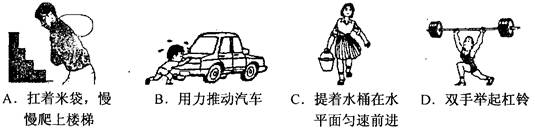 A．扛着米袋，慢慢爬上楼梯
B．用力推动汽车
C．提着水桶在水平面匀速前进
D．双手举起杠铃